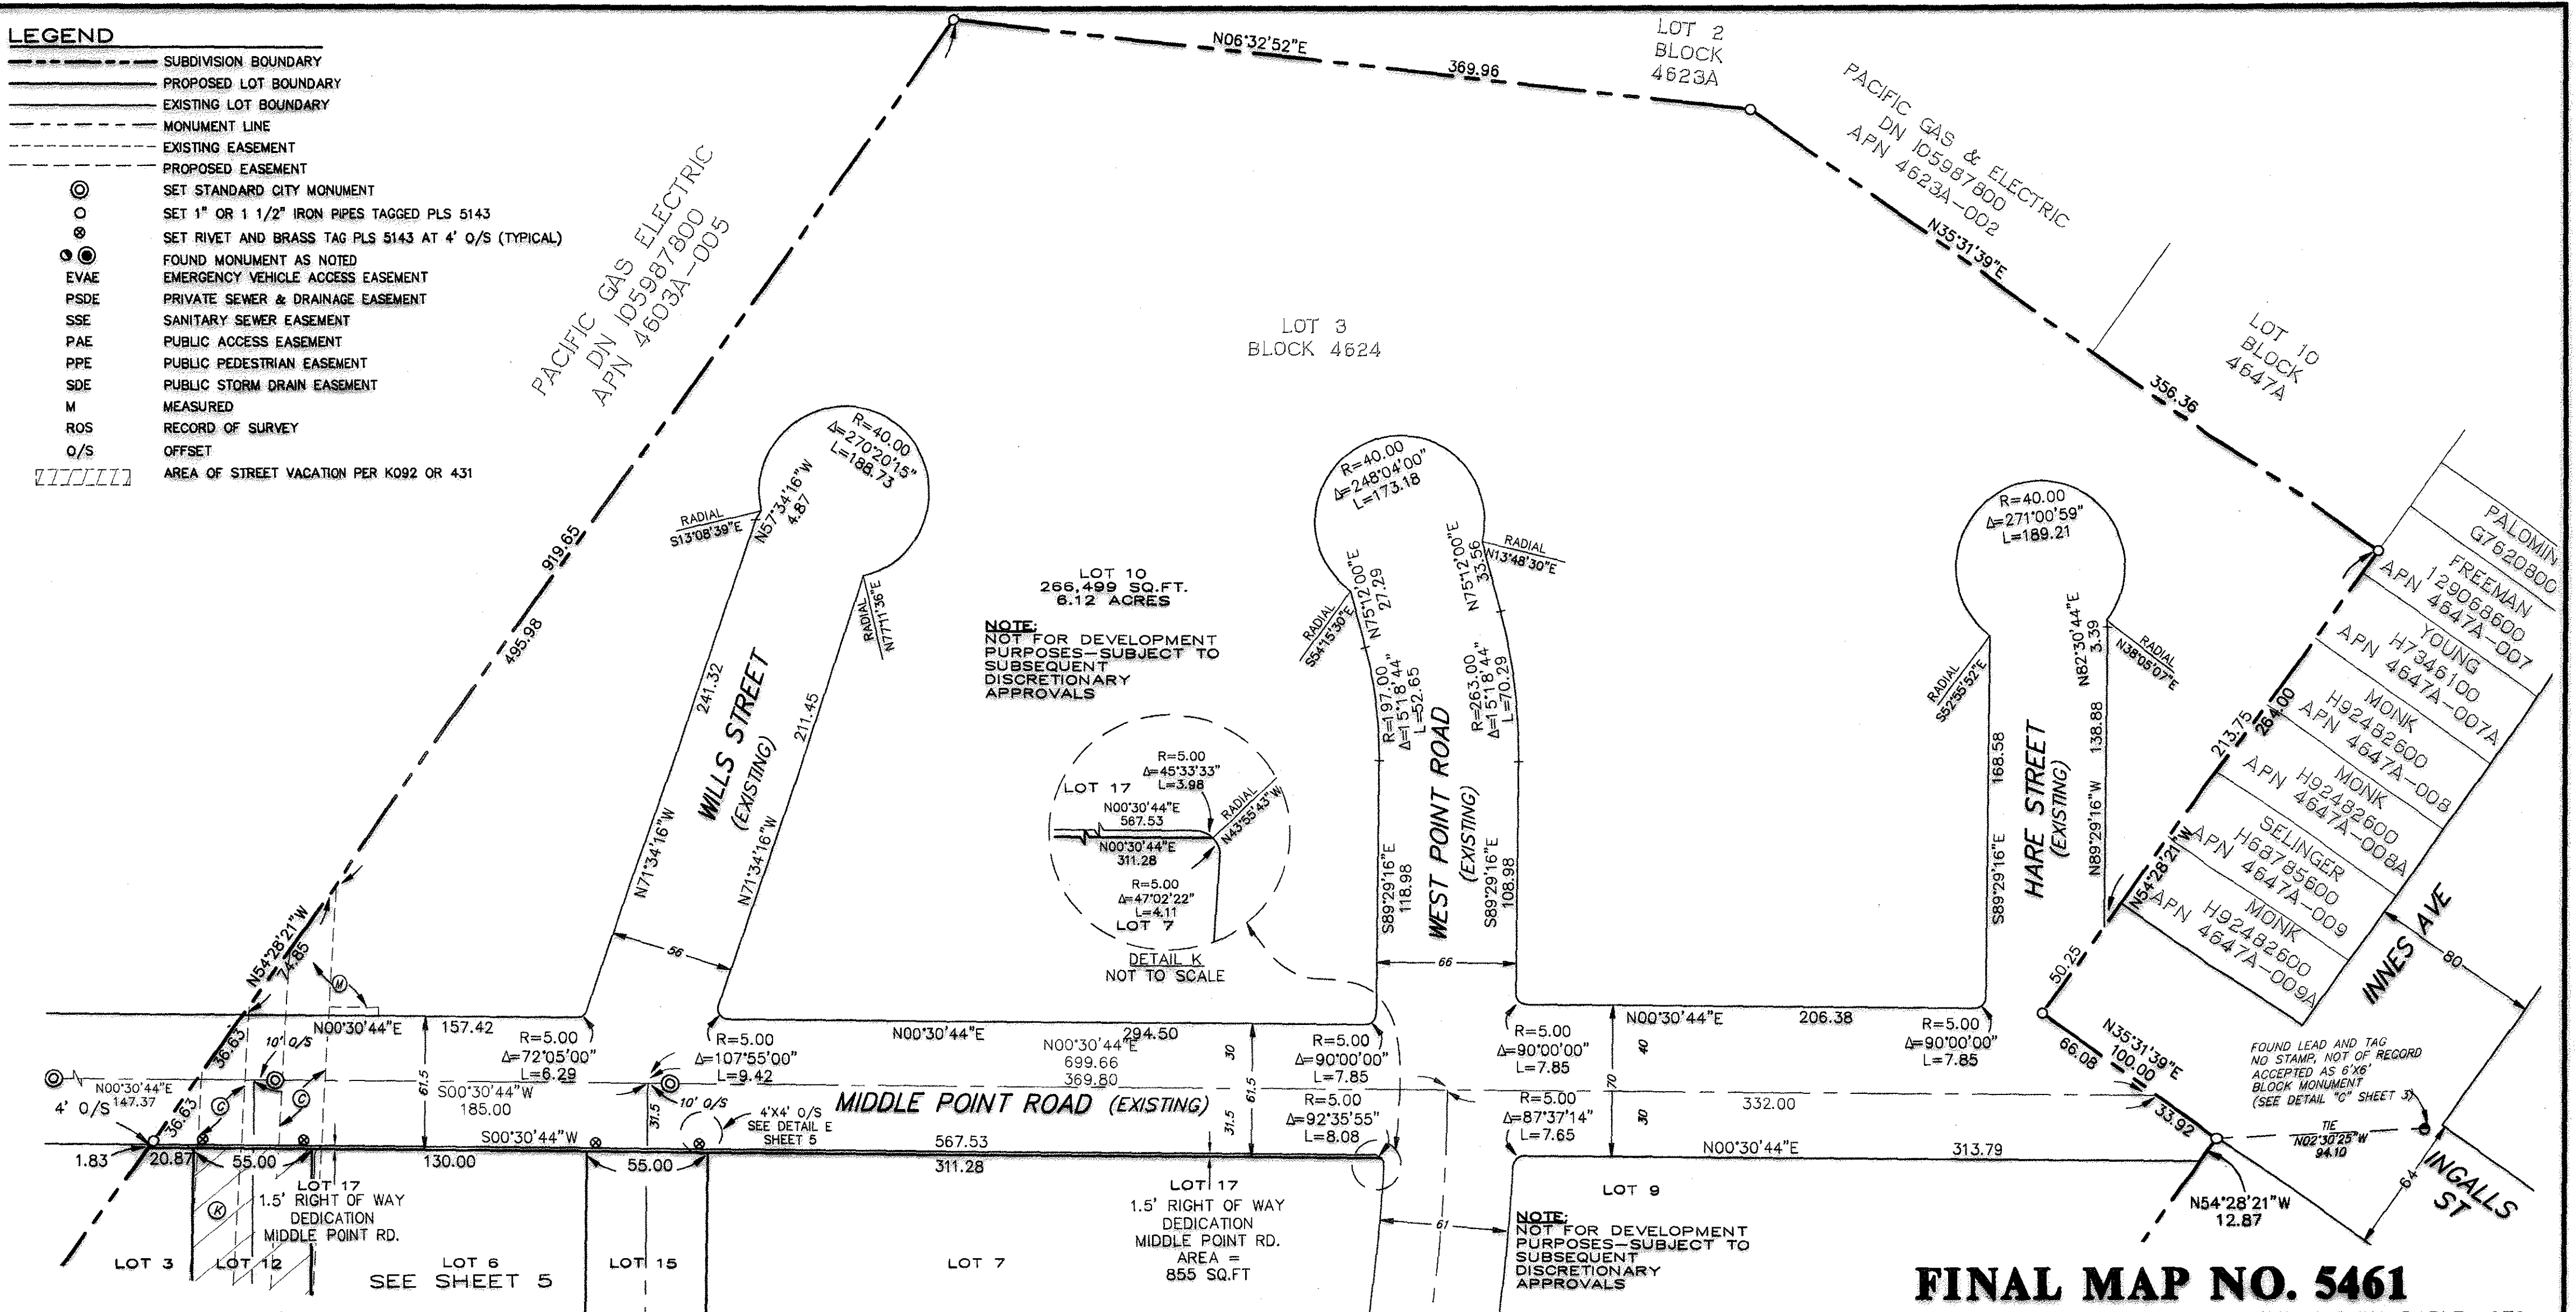 LEGEND
SUBDIVISION BOUNDARY
PROPOSED LOT BOUNDARY
EXISTING LOT BOUNDARY
MONUMENT LINE
EXISTING EASEMENT
PROPOSED EASEMENT
SET STANDARD CITY MONUMENT
SET 1" OR 1 1/2" IRON PIPES TAGGED PLS 5143
SET RIVET AND BRASS TAG PLS 5143 AT 4' O/S (TYPICAL)
FOUND MONUMENT AS NOTED
EVAE EMERGENCY VEHICLE ACCESS EASEMENT
PSDE PRIVATE SEWER & DRAINAGE EASEMENT
SSE SANITARY SEWER EASEMENT
PAE PUBLIC ACCESS EASEMENT
PPE PUBLIC PEDESTRIAN EASEMENT
SDE PUBLIC STORM DRAIN EASEMENT
M MEASURED
ROS RECORD OF SURVEY
O/S OFFSET
AREA OF STREET VACATION PER K092 OR 431
N06°32'52"E
369.96
LOT 2
BLOCK
4623A
PACIFIC GAS & ELECTRIC
DN 105987800
APN 4623A-002
N35°31'39"E
356.36
LOT 10
BLOCK
4647A
PACIFIC GAS ELECTRIC
DN 105987800
APN 4603A-005
919.65
495.98
LOT 3
BLOCK 4624
R=40.00
Δ=270°20'15"
L=188.73
N57°34'16"W
4.87
RADIAL
S13°08'39"E
RADIAL
N77°11'36"E
241.32
211.45
WILLS STREET
(EXISTING)
N71°34'16"W
N71°34'16"W
56
LOT 10
266,499 SQ.FT.
6.12 ACRES
NOTE:
NOT FOR DEVELOPMENT
PURPOSES-SUBJECT TO
SUBSEQUENT
DISCRETIONARY
APPROVALS
R=40.00
Δ=248°04'00"
L=173.18
N75°12'00"E
27.29
N75°12'00"E
33.56
RADIAL
N13°48'30"E
RADIAL
S54°15'30"E
R=197.00
Δ=15°18'44"
L=52.65
R=263.00
Δ=15°18'44"
L=70.29
WEST POINT ROAD
(EXISTING)
S89°29'16"E
118.98
S89°29'16"E
108.98
66
R=5.00
Δ=45°33'33"
L=3.98
LOT 17
N00°30'44"E
567.53
RADIAL
N43°55'43"W
N00°30'44"E
311.28
R=5.00
Δ=47°02'22"
L=4.11
LOT 7
DETAIL K
NOT TO SCALE
R=40.00
Δ=271°00'59"
L=189.21
N82°30'44"E
3.39
RADIAL
N38°05'07"E
RADIAL
S52°55'52"E
168.58
138.88
HARE STREET
(EXISTING)
S89°29'16"E
N89°29'16"W
PALOMIN
G7620800
FREEMAN
129068600
APN 4647A-007
YOUNG
H7346100
APN 4647A-007A
MONK
H92482600
APN 4647A-008
MONK
H92482600
APN 4647A-008A
SELINGER
H68785600
APN 4647A-009
MONK
H92482600
APN 4647A-009A
213.75
264.00
N54°28'21"W
50.25
INNES AVE
80
N35°31'39"E
100.00
66.08
33.92
FOUND LEAD AND TAG
NO STAMP, NOT OF RECORD
ACCEPTED AS 6'X6'
BLOCK MONUMENT
(SEE DETAIL "C" SHEET 3)
TIE
N02°30'25"W
94.10
INGALLS
ST
64
N54°28'21"W
12.87
N54°28'21"W
74.85
M
36.63
10' O/S
N00°30'44"E
157.42
61.5
R=5.00
Δ=72°05'00"
L=6.29
R=5.00
Δ=107°55'00"
L=9.42
N00°30'44"E
294.50
N00°30'44"E
699.66
369.80
30
61.5
31.5
R=5.00
Δ=90°00'00"
L=7.85
R=5.00
Δ=90°00'00"
L=7.85
40
70
30
N00°30'44"E
206.38
R=5.00
Δ=90°00'00"
L=7.85
N00°30'44"E
147.37
4' O/S
36.63
C
C
S00°30'44"W
185.00
31.5
10' O/S
4'X4' O/S
SEE DETAIL E
SHEET 5
MIDDLE POINT ROAD (EXISTING)
R=5.00
Δ=92°35'55"
L=8.08
R=5.00
Δ=87°37'14"
L=7.65
332.00
1.83
20.87
55.00
S00°30'44"W
130.00
55.00
567.53
311.28
N00°30'44"E
313.79
K
LOT 17
1.5' RIGHT OF WAY
DEDICATION
MIDDLE POINT RD.
LOT 17
1.5' RIGHT OF WAY
DEDICATION
MIDDLE POINT RD.
AREA =
855 SQ.FT
61
LOT 9
NOTE:
NOT FOR DEVELOPMENT
PURPOSES-SUBJECT TO
SUBSEQUENT
DISCRETIONARY
APPROVALS
LOT 3
LOT 12
LOT 6
SEE SHEET 5
LOT 15
LOT 7
FINAL MAP NO. 5461